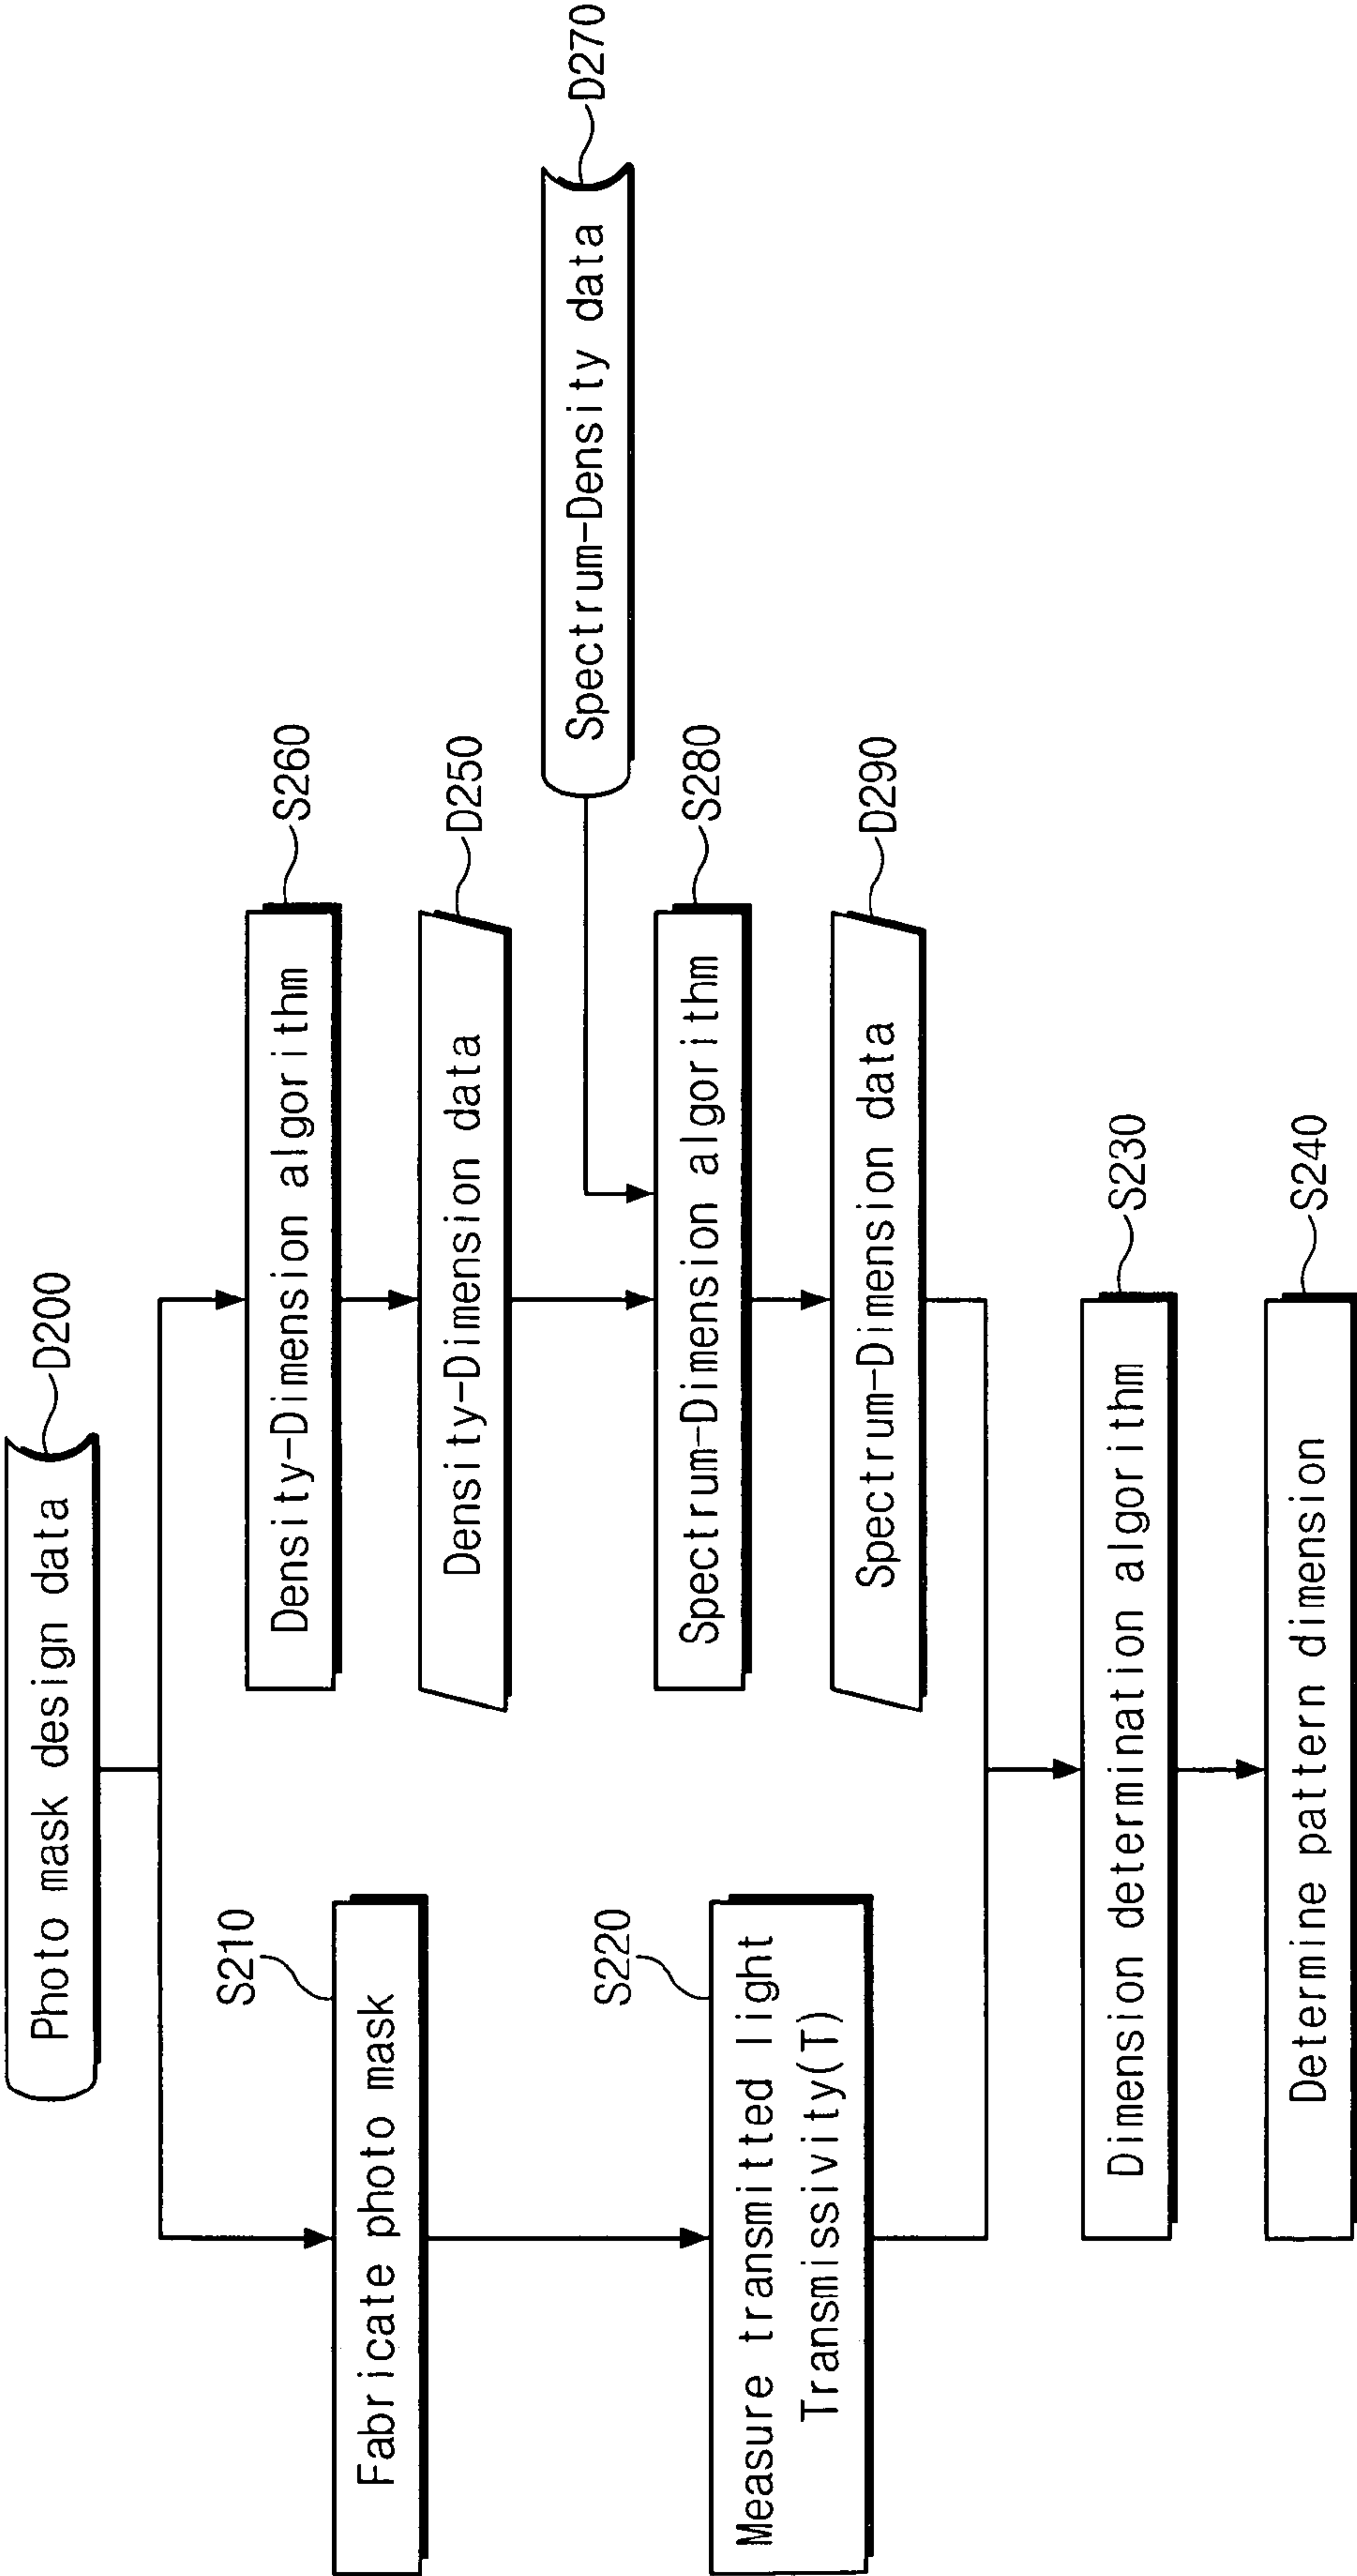 Photo mask design data
D200
S210
Fabricate photo mask
S220
Measure transmitted light
Transmissivity(T)
Density-Dimension algorithm
S260
Density-Dimension data
D250
Spectrum-Density data
D270
Spectrum-Dimension algorithm
S280
Spectrum-Dimension data
D290
Dimension determination algorithm
S230
Determine pattern dimension
S240